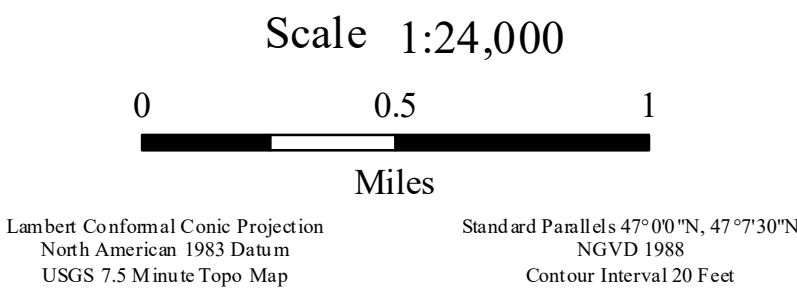 Scale 1:24,000
0 0.5 1
Miles
Lambert Conformal Conic Projection
North American 1983 Datum
USGS 7.5 Minute Topo Map
Standard Parallels 47°0'0"N, 47°7'30"N
NGVD 1988
Contour Interval 20 Feet